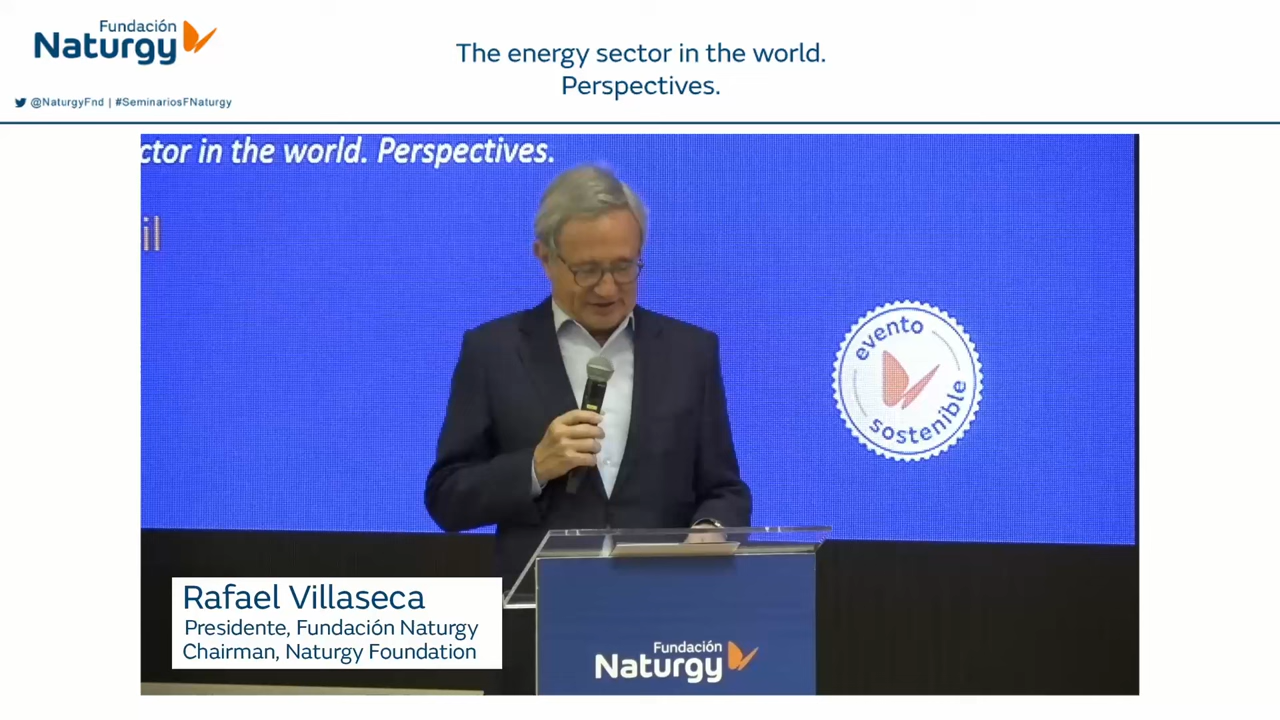 Fundación
Naturgy
@NaturgyFnd | #SeminariosFNaturgy
The energy sector in the world.
Perspectives.
ctor in the world. Perspectives.
il
evento
sostenible
Rafael Villaseca
Presidente, Fundación Naturgy
Chairman, Naturgy Foundation
Fundación
Naturgy